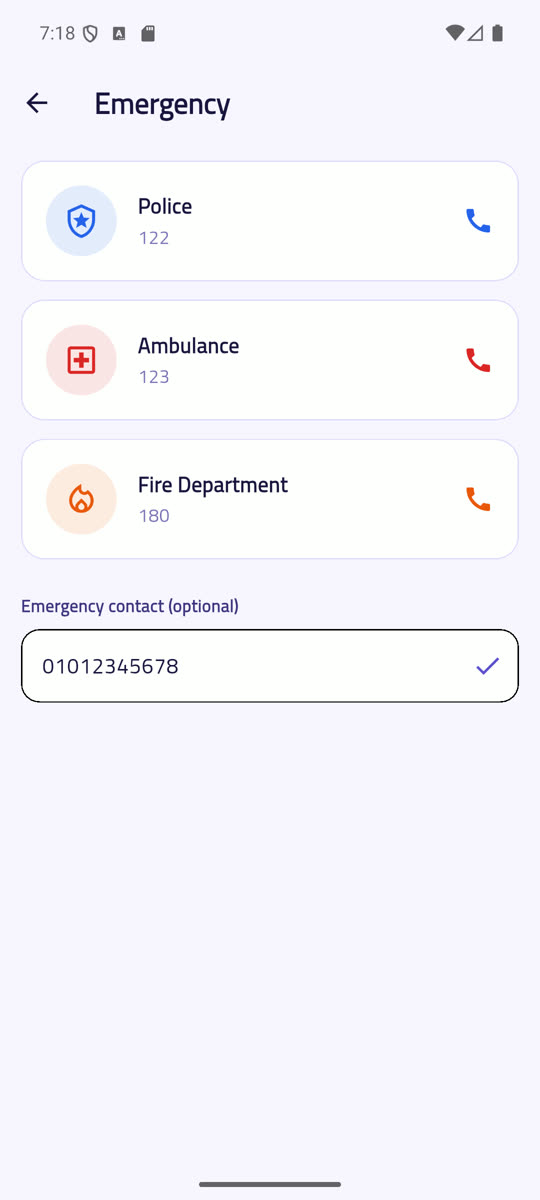 7:18
Emergency
Police
122
Ambulance
123
Fire Department
180
Emergency contact (optional)
01012345678